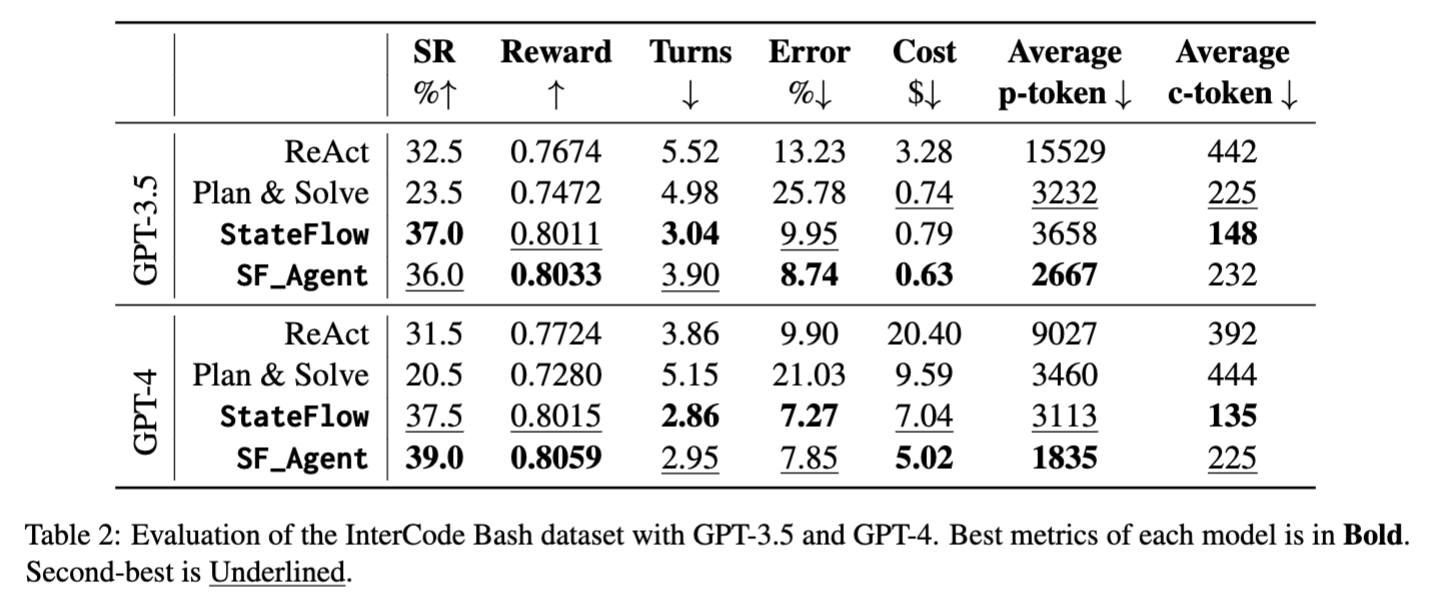 SR Reward Turns Error Cost Average Average
%↑ ↑ ↓ %↓ $↓ p-token ↓ c-token ↓
GPT-3.5
ReAct 32.5 0.7674 5.52 13.23 3.28 15529 442
Plan & Solve 23.5 0.7472 4.98 25.78 0.74 3232 225
StateFlow 37.0 0.8011 3.04 9.95 0.79 3658 148
SF_Agent 36.0 0.8033 3.90 8.74 0.63 2667 232
GPT-4
ReAct 31.5 0.7724 3.86 9.90 20.40 9027 392
Plan & Solve 20.5 0.7280 5.15 21.03 9.59 3460 444
StateFlow 37.5 0.8015 2.86 7.27 7.04 3113 135
SF_Agent 39.0 0.8059 2.95 7.85 5.02 1835 225
Table 2: Evaluation of the InterCode Bash dataset with GPT-3.5 and GPT-4. Best metrics of each model is in Bold.
Second-best is Underlined.